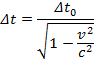 Δt = Δt₀ / √(1 − v²/c²)